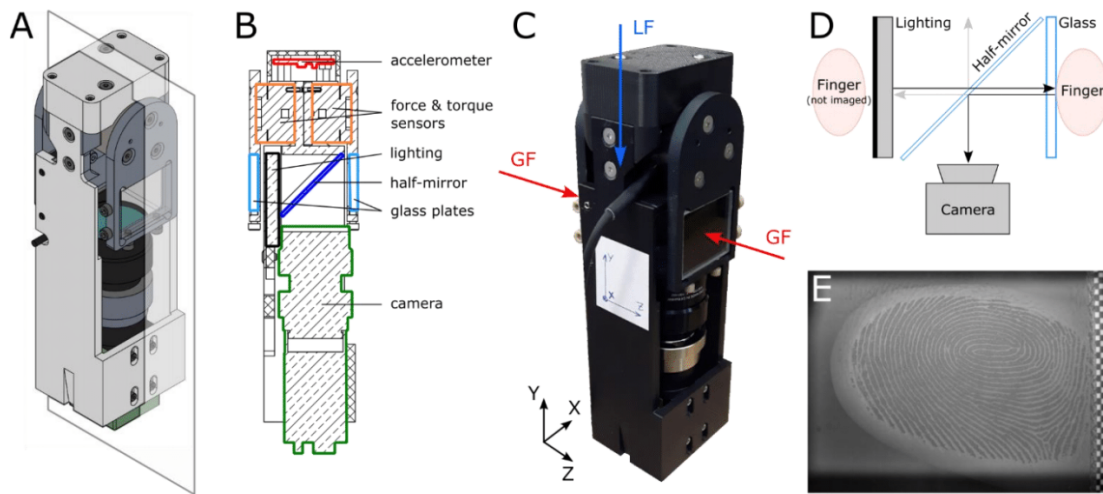 A
B
accelerometer
force & torque
sensors
lighting
half-mirror
glass plates
camera
C
LF
GF
GF
Y
X
Z
Y
X
Z
D
Lighting
Half-mirror
Glass
Finger
(not imaged)
Finger
Camera
E